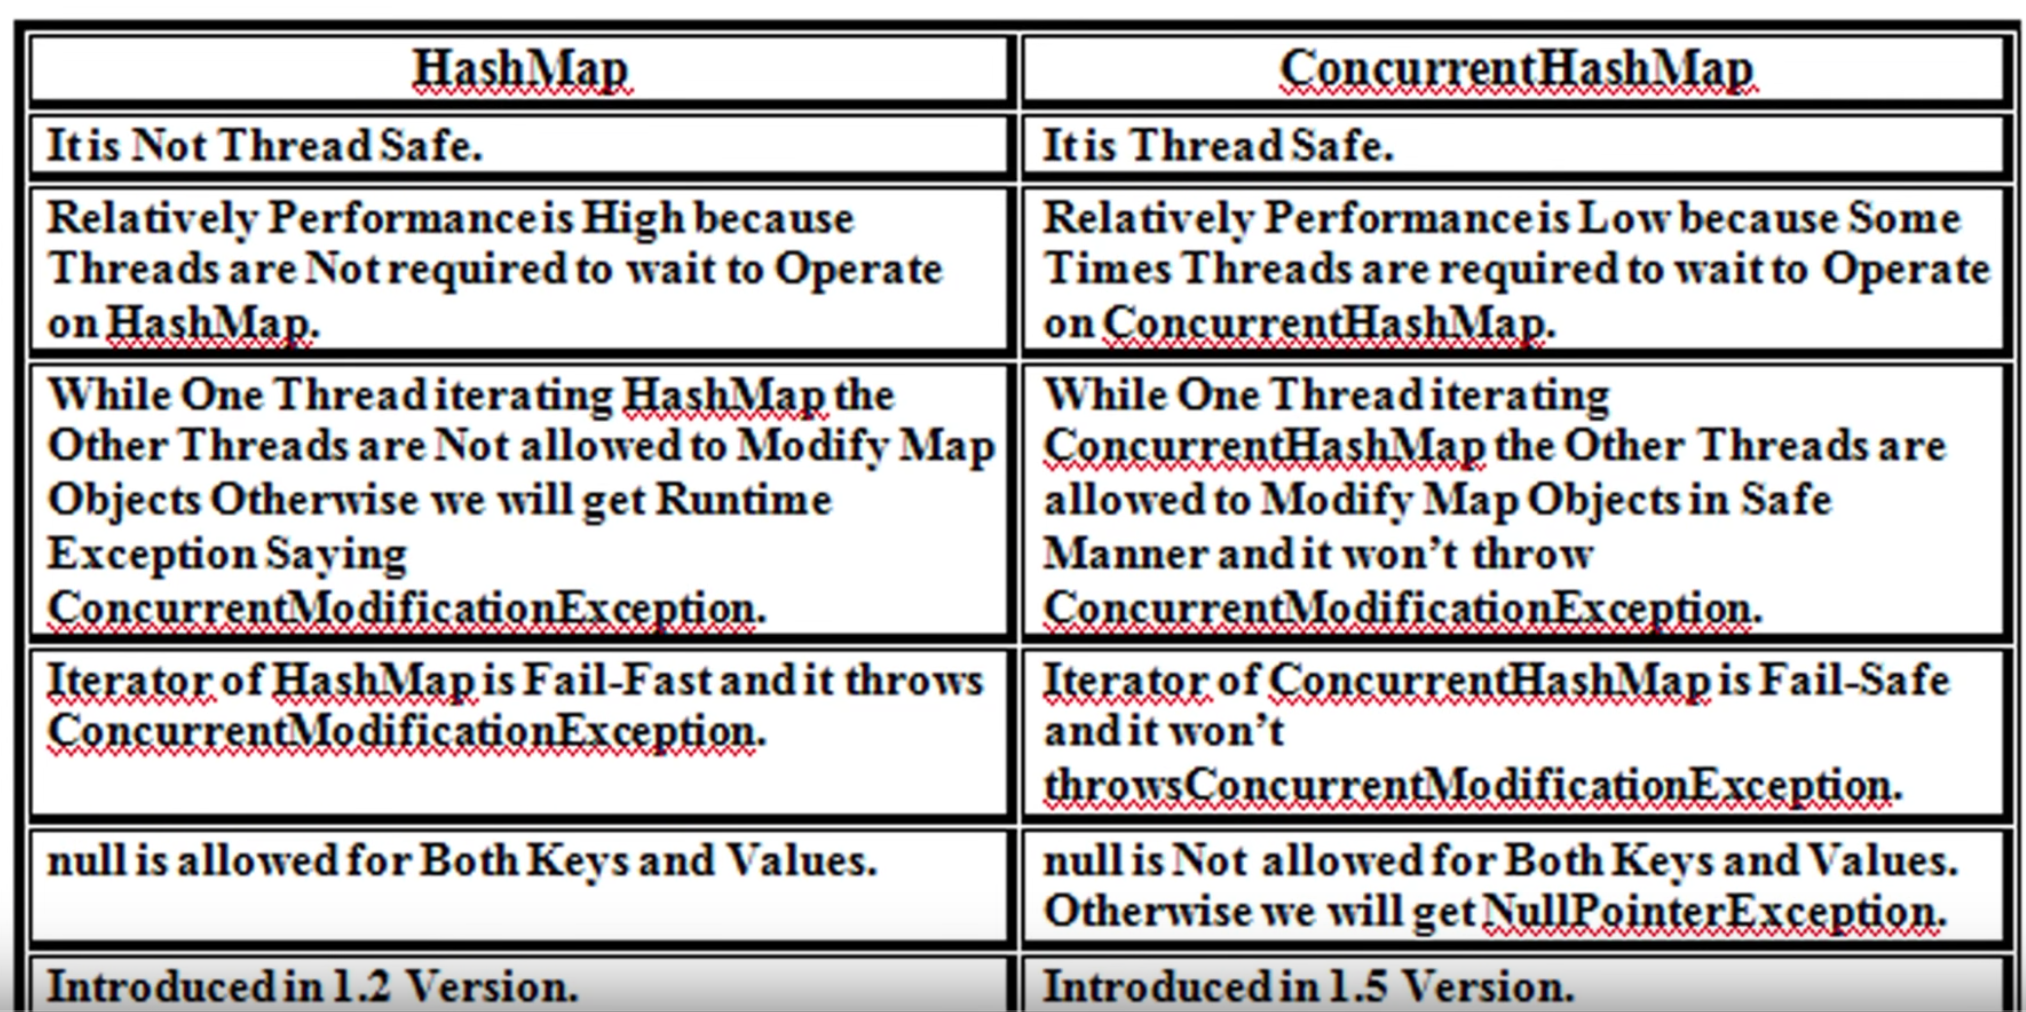 HashMap
ConcurrentHashMap
It is Not Thread Safe.
It is Thread Safe.
Relatively Performance is High because
Threads are Not required to wait to Operate
on HashMap.
Relatively Performance is Low because Some
Times Threads are required to wait to Operate
on ConcurrentHashMap.
While One Thread iterating HashMap the
Other Threads are Not allowed to Modify Map
Objects Otherwise we will get Runtime
Exception Saying
ConcurrentModificationException.
While One Thread iterating
ConcurrentHashMap the Other Threads are
allowed to Modify Map Objects in Safe
Manner and it won’t throw
ConcurrentModificationException.
Iterator of HashMap is Fail-Fast and it throws
ConcurrentModificationException.
Iterator of ConcurrentHashMap is Fail-Safe
and it won’t
throwsConcurrentModificationException.
null is allowed for Both Keys and Values.
null is Not allowed for Both Keys and Values.
Otherwise we will get NullPointerException.
Introduced in 1.2 Version.
Introduced in 1.5 Version.